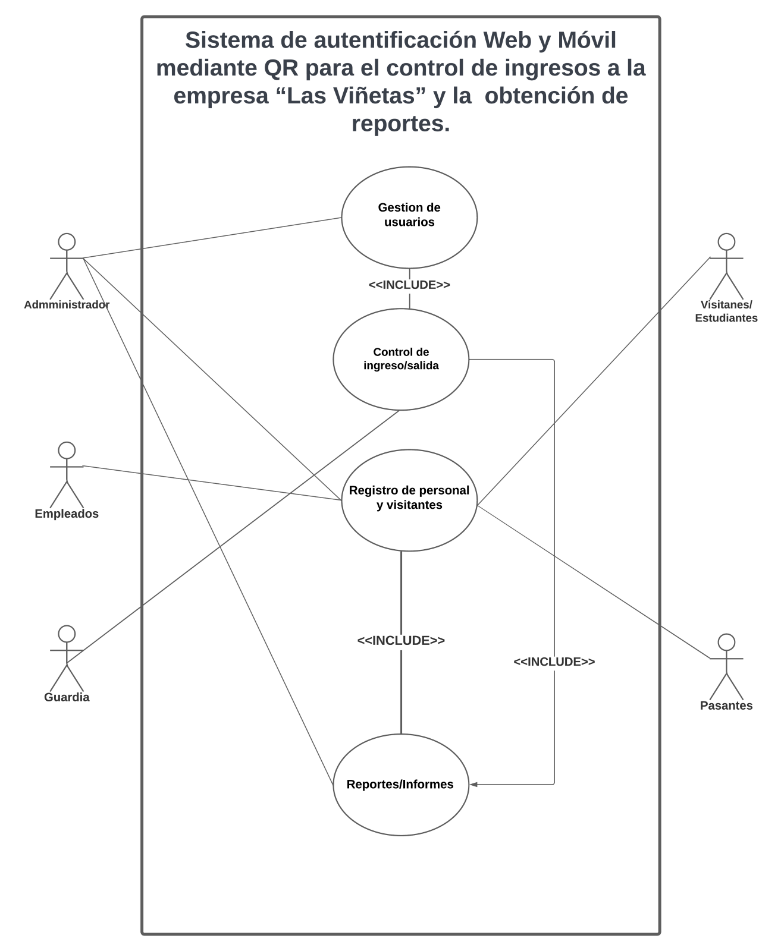 Sistema de autentificación Web y Móvil
mediante QR para el control de ingresos a la
empresa “Las Viñetas” y la  obtención de
reportes.
Gestion de
usuarios
<<INCLUDE>>
Admministrador
Visitanes/
Estudiantes
Control de
ingreso/salida
Registro de personal
y visitantes
Empleados
<<INCLUDE>>
<<INCLUDE>>
Guardia
Pasantes
Reportes/Informes